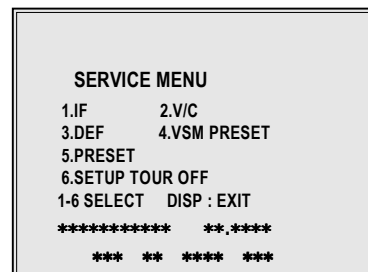 SERVICE MENU
1.IF 2.V/C
3.DEF 4.VSM PRESET
5.PRESET
6.SETUP TOUR OFF
1-6 SELECT DISP : EXIT
*********** **.****
*** ** **** ***